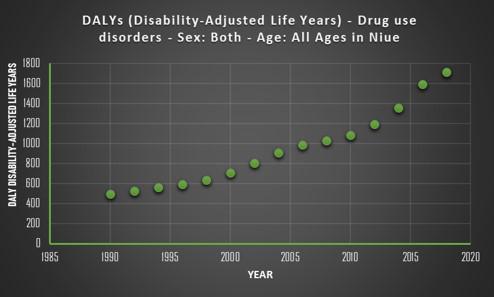 DALYs (Disability-Adjusted Life Years) - Drug use
disorders - Sex: Both - Age: All Ages in Niue
DALY DISABILITY-ADJUSTED LIFE YEARS
1800
1600
1400
1200
1000
800
600
400
200
0
1985 1990 1995 2000 2005 2010 2015 2020
YEAR